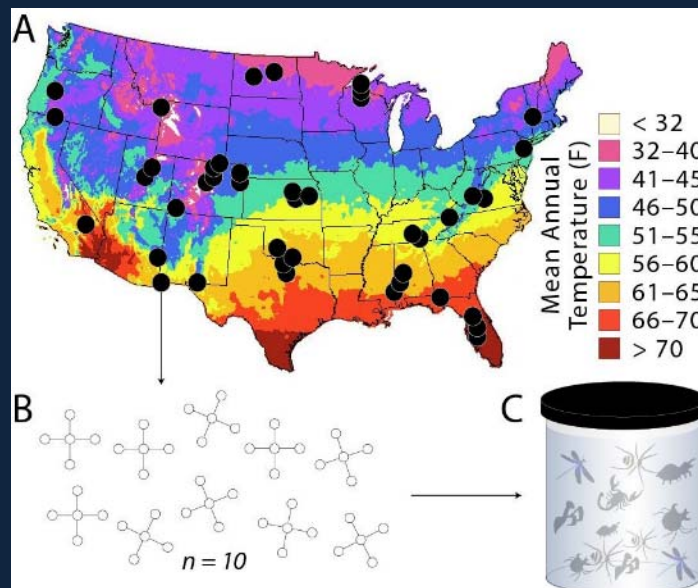 A
Mean Annual
Temperature (F)
< 32
32–40
41–45
46–50
51–55
56–60
61–65
66–70
> 70
B
C
n = 10